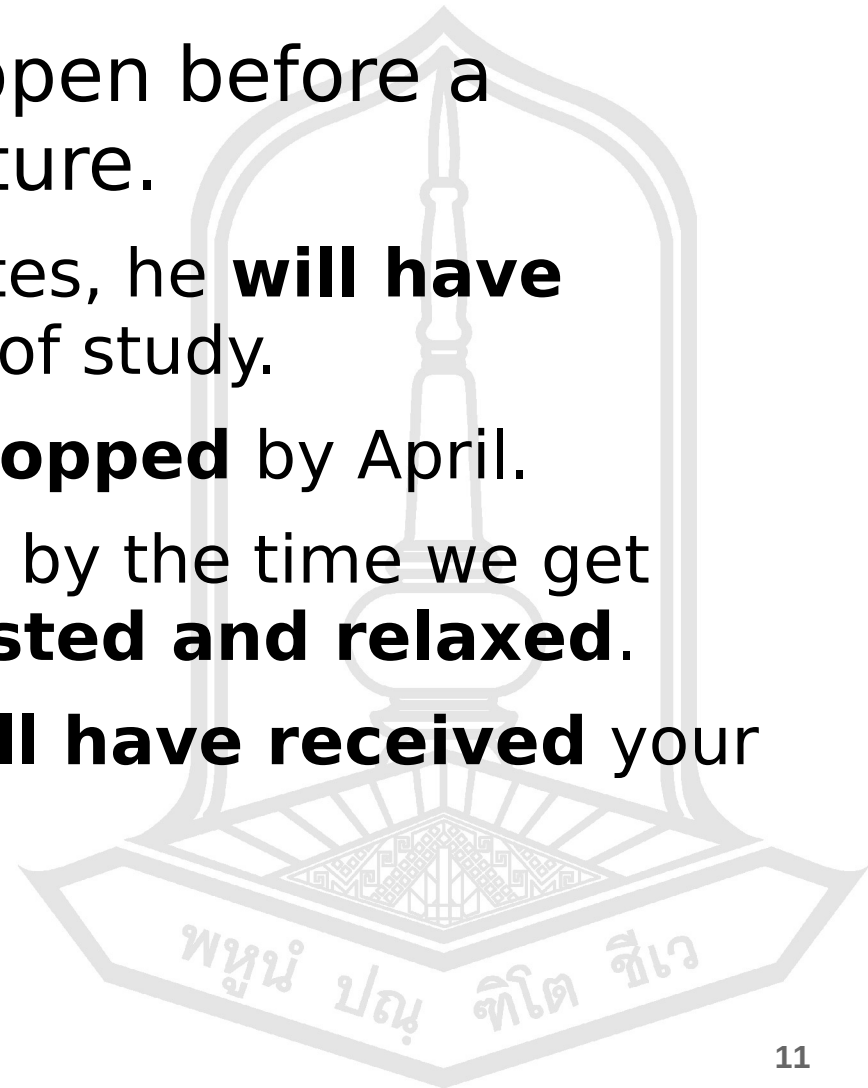 ppen before a
ture.
tes, he will have
of study.
opped by April.
by the time we get
sted and relaxed.
ll have received your
พหูนํ ปณฺฑิโต ชีเว
11